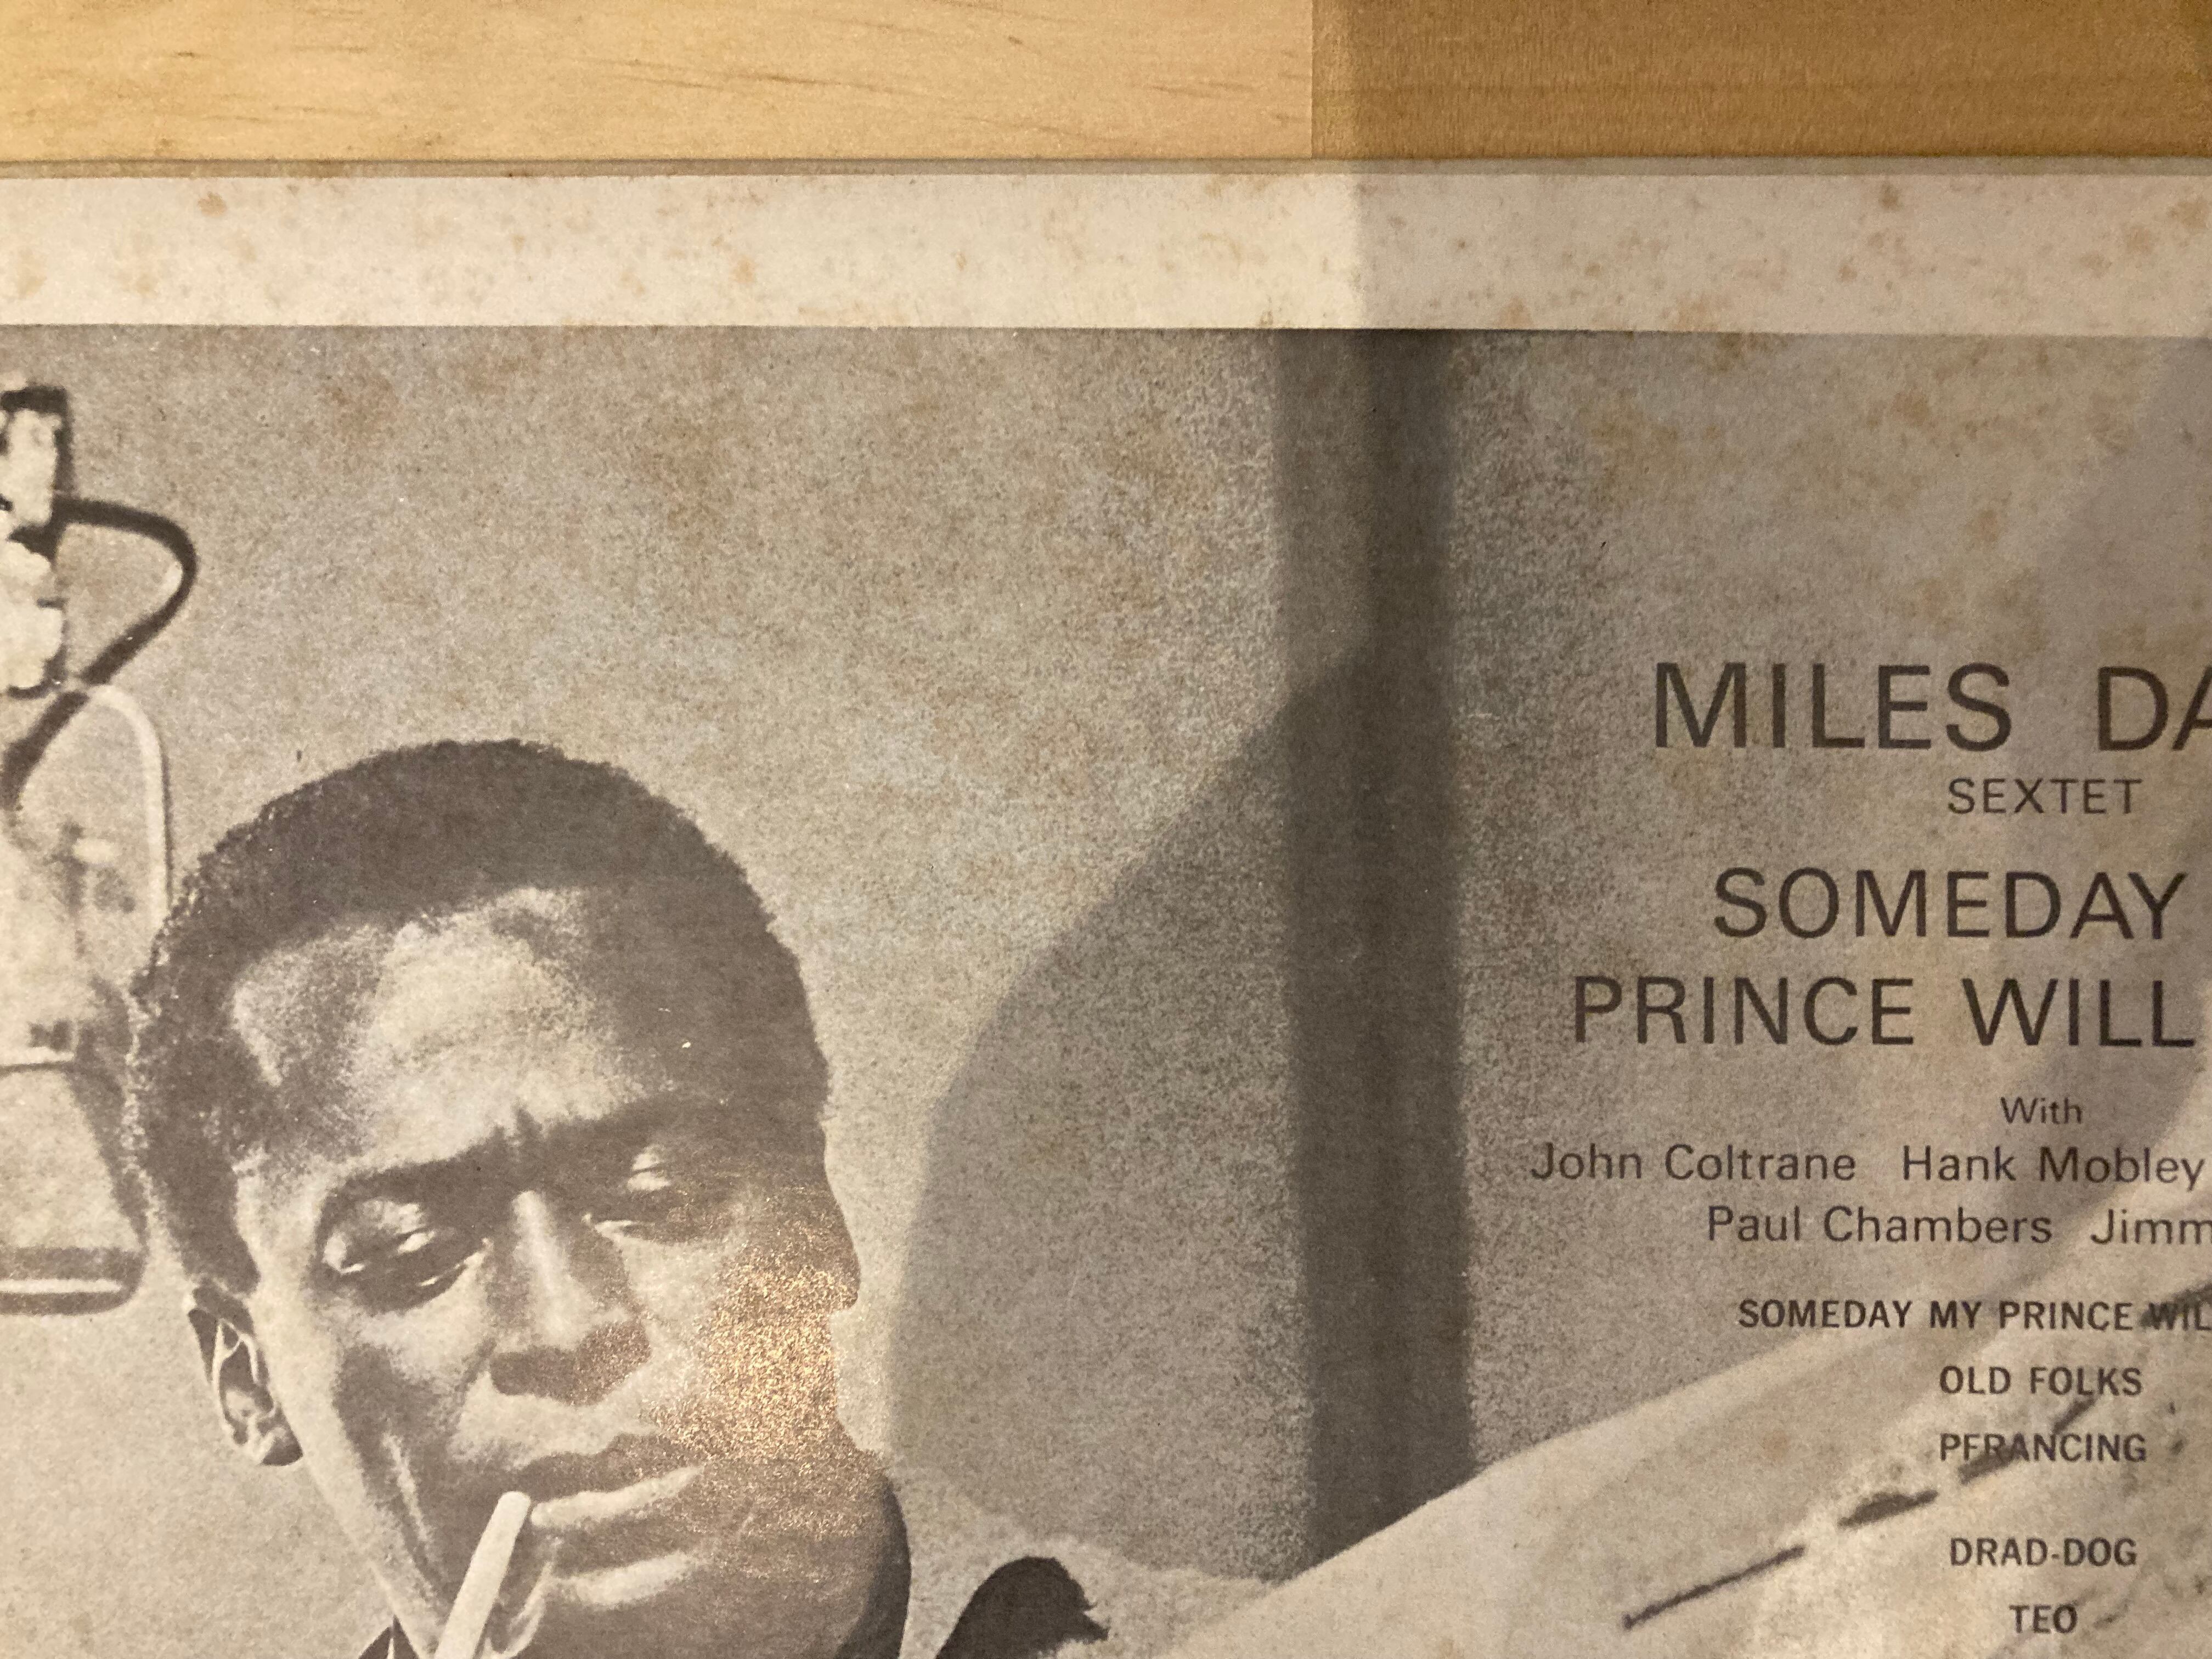 MILES DA
SEXTET
SOMEDAY
PRINCE WILL
With
John Coltrane Hank Mobley
Paul Chambers Jimm
SOMEDAY MY PRINCE WIL
OLD FOLKS
PFRANCING
DRAD-DOG
TEO